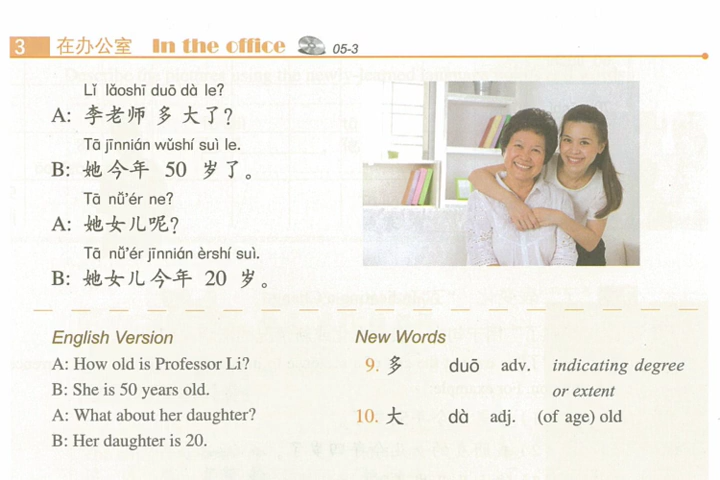 3 在办公室 In the office 05-3
Lǐ lǎoshī duō dà le?
A: 李老师 多 大了?
Tā jīnnián wǔshí suì le.
B: 她今年 50 岁了。
Tā nǚ'ér ne?
A: 她女儿呢?
Tā nǚ'ér jīnnián èrshí suì.
B: 她女儿今年 20 岁。
English Version
A: How old is Professor Li?
B: She is 50 years old.
A: What about her daughter?
B: Her daughter is 20.
New Words
9. 多 duō adv. indicating degree
or extent
10. 大 dà adj. (of age) old